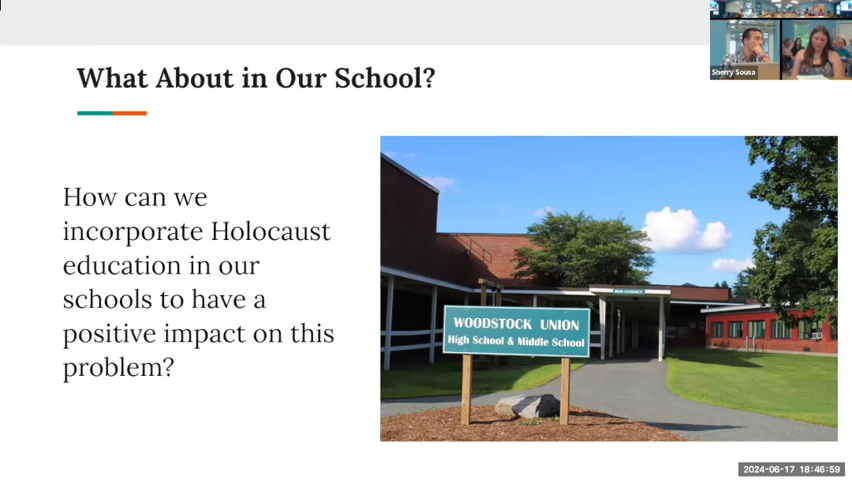 What About in Our School?
Sherry Sousa
How can we
incorporate Holocaust
education in our
schools to have a
positive impact on this
problem?
WOODSTOCK UNION
High School & Middle School
2024-06-17 18:46:59